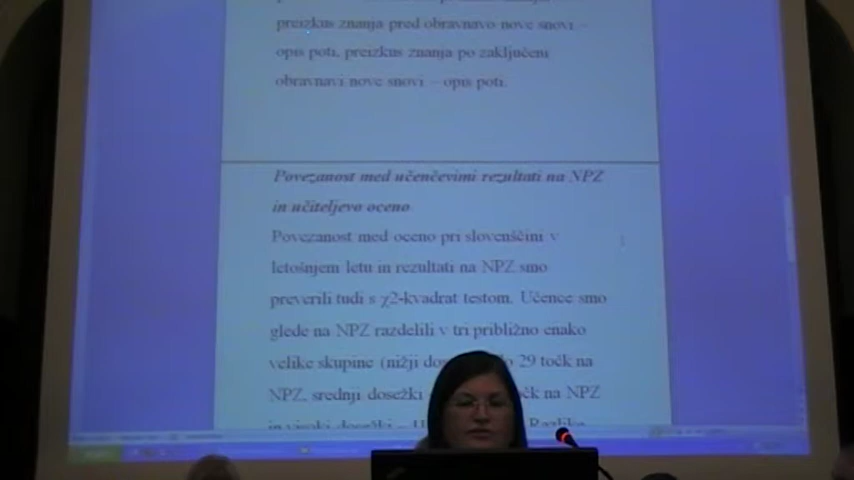 preizkus znanja pred obravnavo nove snovi –
opis poti, preizkus znanja po zaključeni
obravnavi nove snovi – opis poti.
Povezanost med učenčevimi rezultati na NPZ
in učiteljevo oceno
Povezanost med oceno pri slovenščini v
letošnjem letu in rezultati na NPZ smo
preverili tudi s χ2-kvadrat testom. Učence smo
glede na NPZ razdelili v tri približno enako
velike skupine (nižji 29 točk na
NPZ, srednji dosežki na NPZ